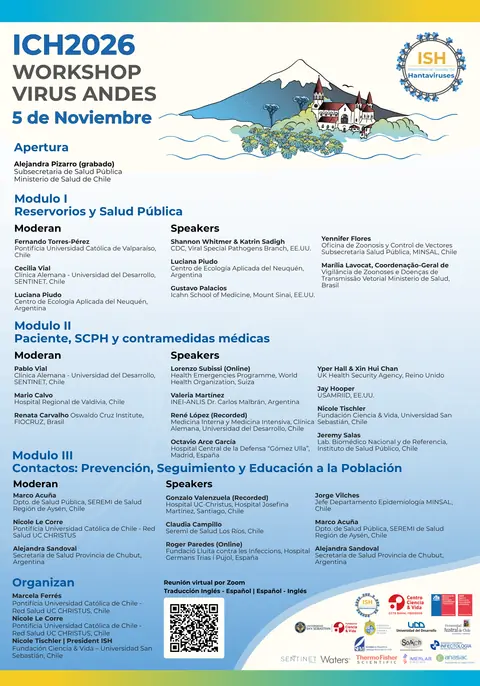 ICH2026
WORKSHOP
VIRUS ANDES
5 de Noviembre
ISH
Hantaviruses
Apertura
Alejandra Pizarro (grabado)
Subsecretaria de Salud Pública
Ministerio de Salud de Chile
Modulo I
Reservorios y Salud Pública
Moderan
Fernando Torres-Pérez
Pontificia Universidad Católica de Valparaíso,
Chile
Cecilia Vial
Clínica Alemana - Universidad del Desarrollo,
SENTINET, Chile
Luciana Piudo
Centro de Ecología Aplicada del Neuquén,
Argentina
Speakers
Shannon Whitmer & Katrin Sadigh
CDC, Viral Special Pathogens Branch, EE.UU.
Luciana Piudo
Centro de Ecología Aplicada del Neuquén,
Argentina
Gustavo Palacios
Icahn School of Medicine, Mount Sinai, EE.UU.
Yennifer Flores
Oficina de Zoonosis y Control de Vectores
Subsecretaria Salud Pública, MINSAL, Chile
Marília Lavocat, Coordenação-Geral de
Vigilância de Zoonoses e Doenças de
Transmissão Vetorial Ministerio de Salud,
Brasil
Modulo II
Paciente, SCPH y contramedidas médicas
Moderan
Pablo Vial
Clínica Alemana - Universidad del Desarrollo,
SENTINET, Chile
Mario Calvo
Hospital Regional de Valdivia, Chile
Renata Carvalho Oswaldo Cruz Institute,
FIOCRUZ, Brasil
Speakers
Lorenzo Subissi (Online)
Health Emergencies Programme, World
Health Organization, Suiza
Valeria Martínez
INEI-ANLIS Dr. Carlos Malbrán, Argentina
René López (Recorded)
Medicina Interna y Medicina Intensiva, Clínica
Alemana, Universidad del Desarrollo, Chile
Octavio Arce García
Hospital Central de la Defensa "Gómez Ulla",
Madrid, España
Yper Hall & Xin Hui Chan
UK Health Security Agency, Reino Unido
Jay Hooper
USAMRIID, EE.UU.
Nicole Tischler
Fundación Ciencia & Vida, Universidad San
Sebastián, Chile
Jeremy Salas
Lab. Biomédico Nacional y de Referencia,
Instituto de Salud Público, Chile
Modulo III
Contactos: Prevención, Seguimiento y Educación a la Población
Moderan
Marco Acuña
Dpto. de Salud Pública, SEREMI de Salud
Región de Aysén, Chile
Nicole Le Corre
Pontificia Universidad Católica de Chile - Red
Salud UC CHRISTUS
Alejandra Sandoval
Secretaria de Salud Provincia de Chubut,
Argentina
Speakers
Gonzalo Valenzuela (Recorded)
Hospital UC-Christus, Hospital Josefina
Martínez, Santiago, Chile
Claudia Campillo
Seremi de Salud Los Ríos, Chile
Roger Paredes (Online)
Fundació Lluita contra les Infeccions, Hospital
Germans Trias i Pujol, España
Jorge Vilches
Jefe Departamento Epidemiología MINSAL,
Chile
Marco Acuña
Dpto. de Salud Pública, SEREMI de Salud
Región de Aysén, Chile
Alejandra Sandoval
Secretaria de Salud Provincia de Chubut,
Argentina
Organizan
Marcela Ferrés
Pontificia Universidad Católica de Chile –
Red Salud UC CHRISTUS, Chile
Nicole Le Corre
Pontificia Universidad Católica de Chile -
Red Salud UC CHRISTUS, Chile
Nicole Tischler | President ISH
Fundación Ciencia & Vida – Universidad San
Sebastián, Chile
Reunión virtual por Zoom
Traducción Inglés - Español | Español - Inglés
ISH
Centro
Ciencia
& Vida
Universidad del Desarrollo
SENTINET
Waters
ThermoFisher
SCIENTIFIC
anasac